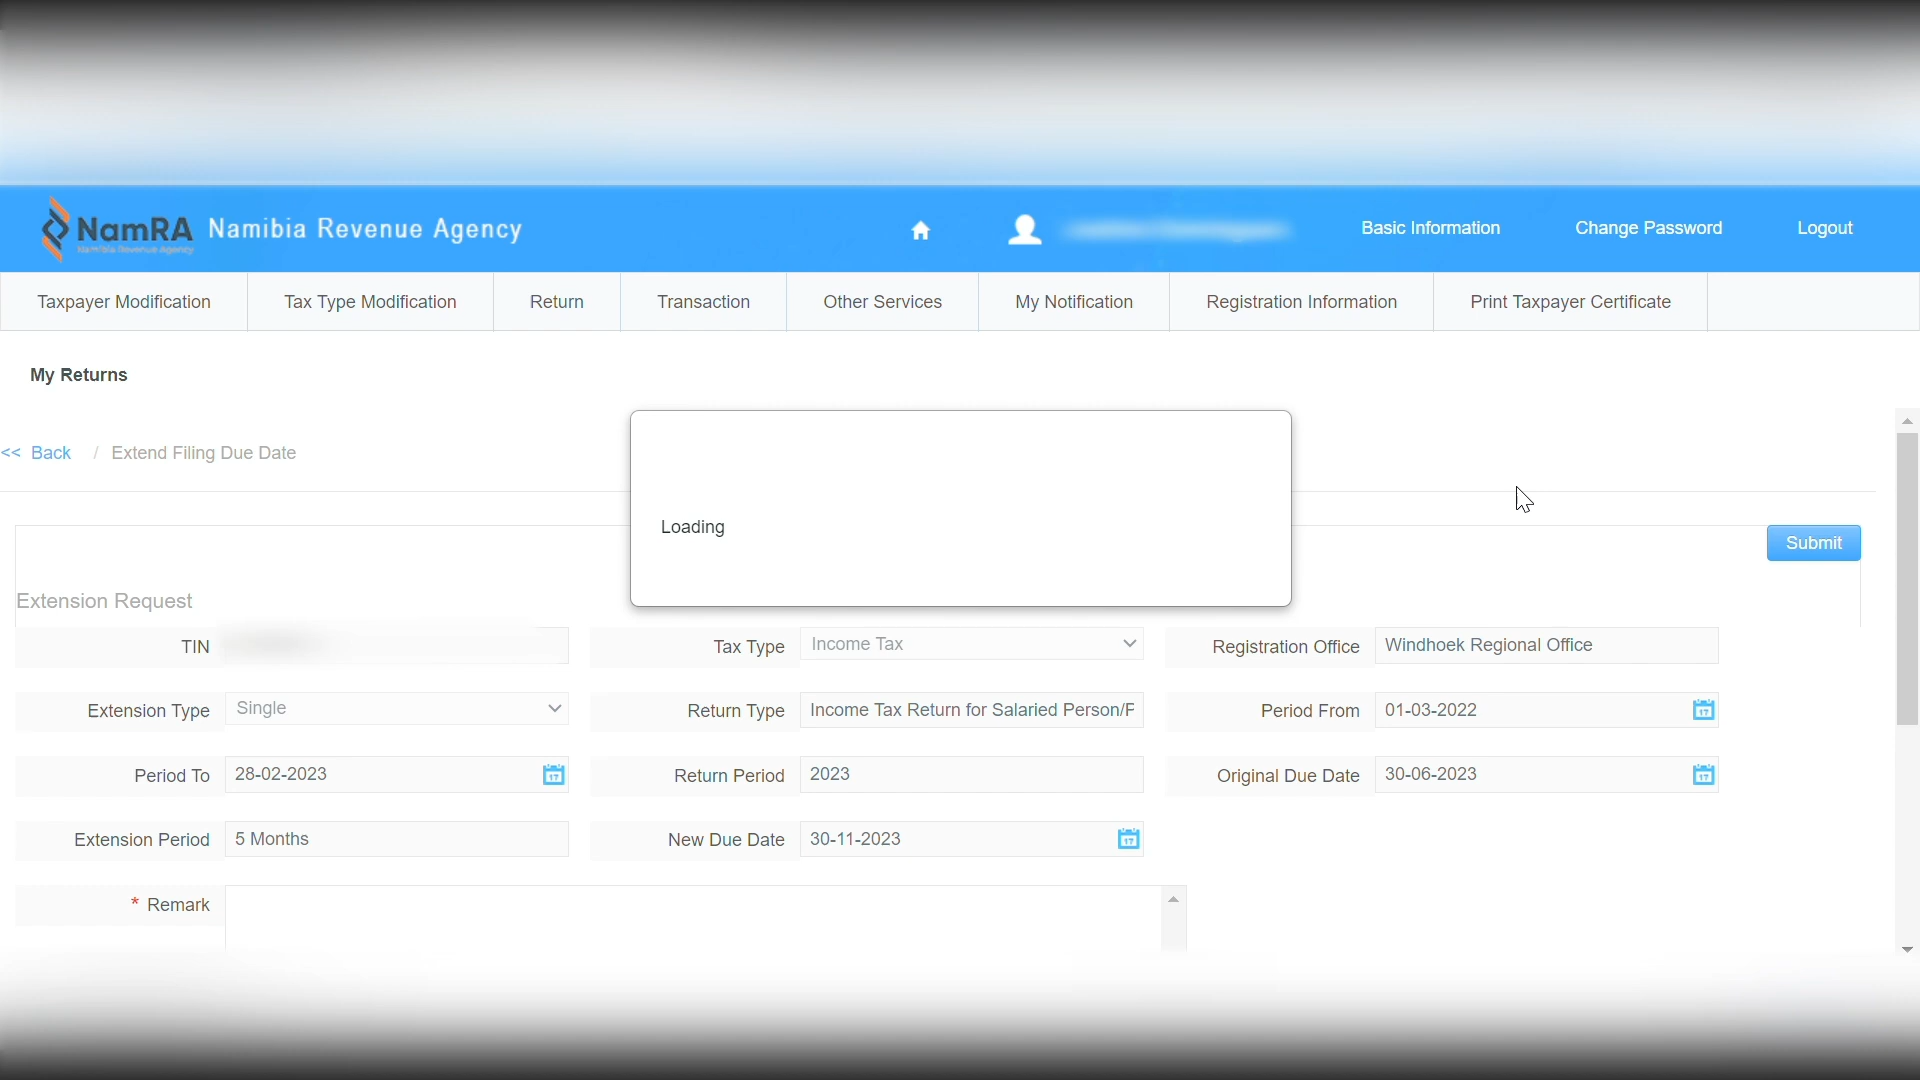 NamRA
Namibia Revenue Agency
Namibia Revenue Agency
Basic Information
Change Password
Logout
Taxpayer Modification
Tax Type Modification
Return
Transaction
Other Services
My Notification
Registration Information
Print Taxpayer Certificate
My Returns
<< Back / Extend Filing Due Date
Loading
Submit
Extension Request
TIN
Tax Type Income Tax
Registration Office Windhoek Regional Office
Extension Type Single
Return Type Income Tax Return for Salaried Person/F
Period From 01-03-2022
Period To 28-02-2023
Return Period 2023
Original Due Date 30-06-2023
Extension Period 5 Months
New Due Date 30-11-2023
* Remark